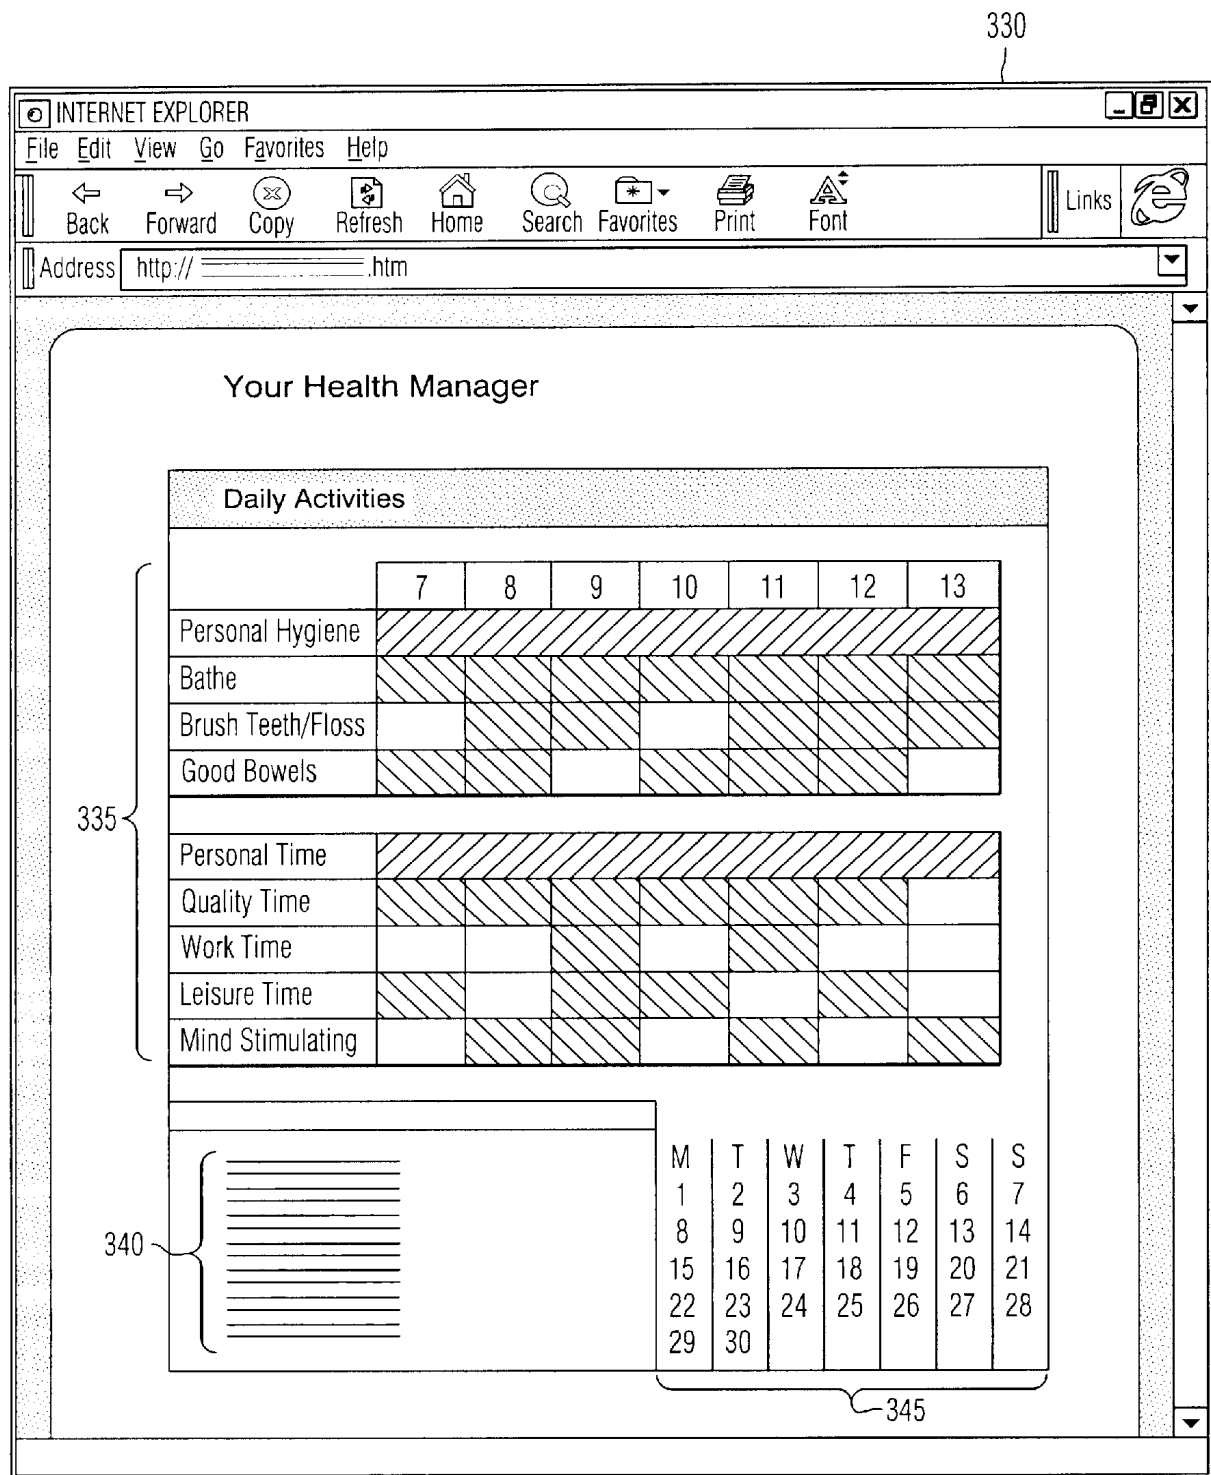 330
INTERNET EXPLORER
File Edit View Go Favorites Help
Back Forward Copy Refresh Home Search Favorites Print Font Links
Address http:// .htm
Your Health Manager
Daily Activities
7 8 9 10 11 12 13
Personal Hygiene
Bathe
Brush Teeth/Floss
Good Bowels
335
Personal Time
Quality Time
Work Time
Leisure Time
Mind Stimulating
M T W T F S S
1 2 3 4 5 6 7
8 9 10 11 12 13 14
340
15 16 17 18 19 20 21
22 23 24 25 26 27 28
29 30
345